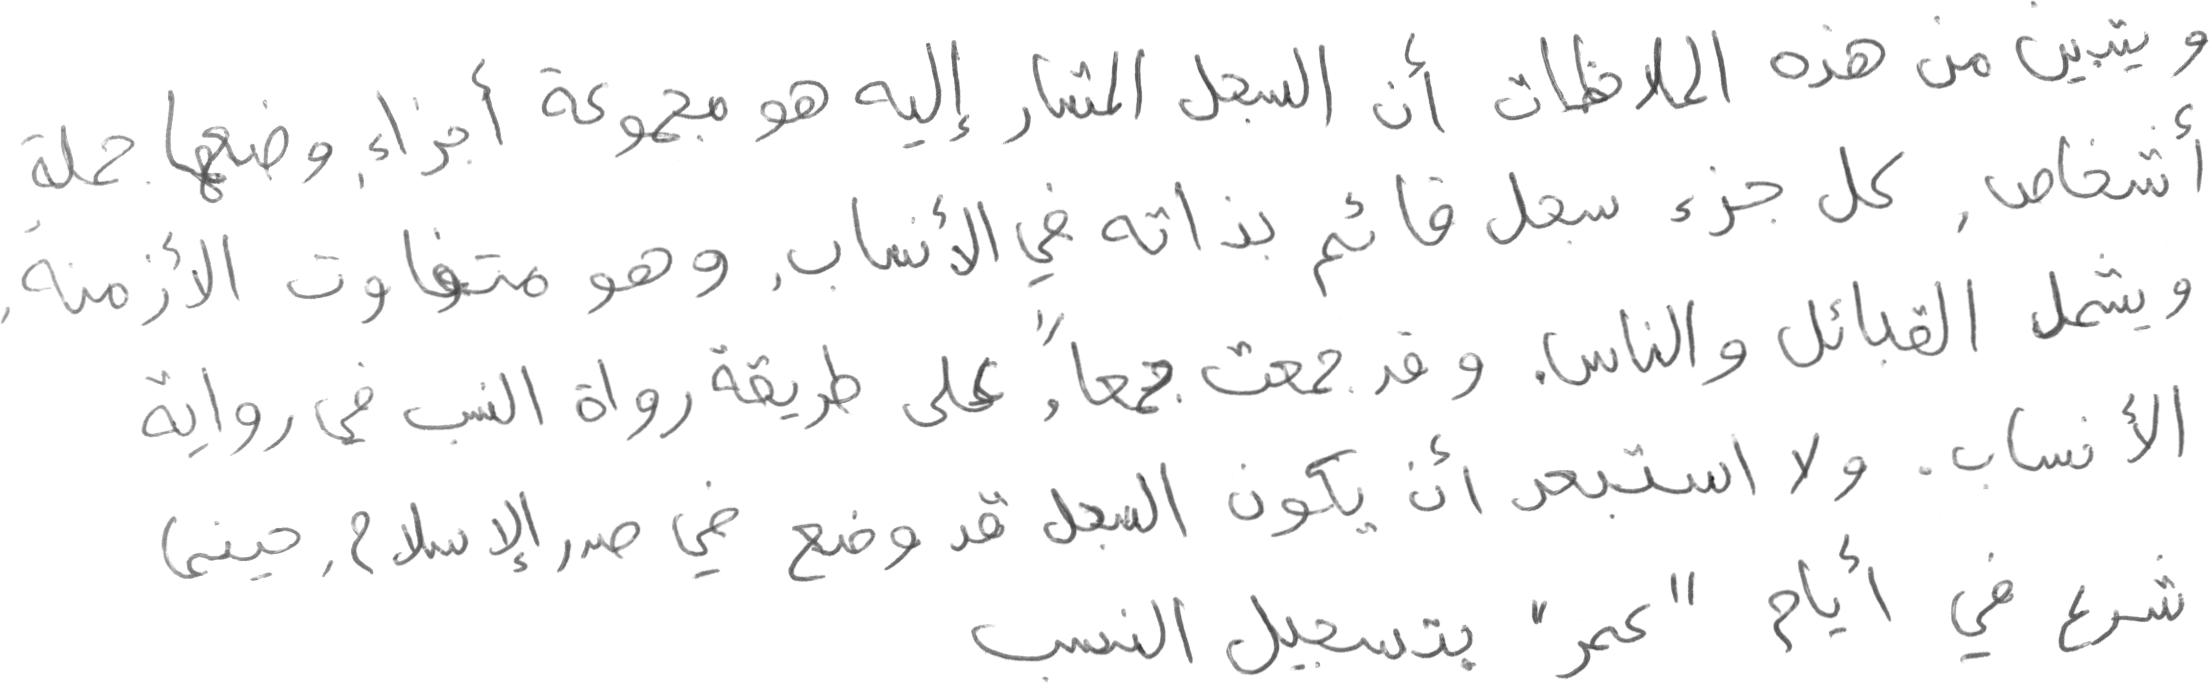 ويتبين من هذه الملاحظات أن السجل المشار إليه هو مجموعة أجزاء، وضعها جملة
أشخاص، كل جزء سجل قائم بذاته في الأنساب، وهو متفاوت الأزمنة،
ويشمل القبائل والناس. وقد جمعت جمعاً، على طريقة رواة النسب في رواية
الأنساب. ولا استبعد أن يكون السجل قد وضع في صدر الإسلام، حينما
شرع في أيام "عمر" بتسجيل النسب